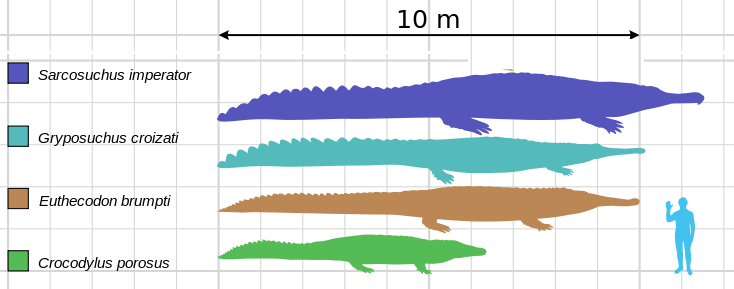 10 m
Sarcosuchus imperator
Gryposuchus croizati
Euthecodon brumpti
Crocodylus porosus